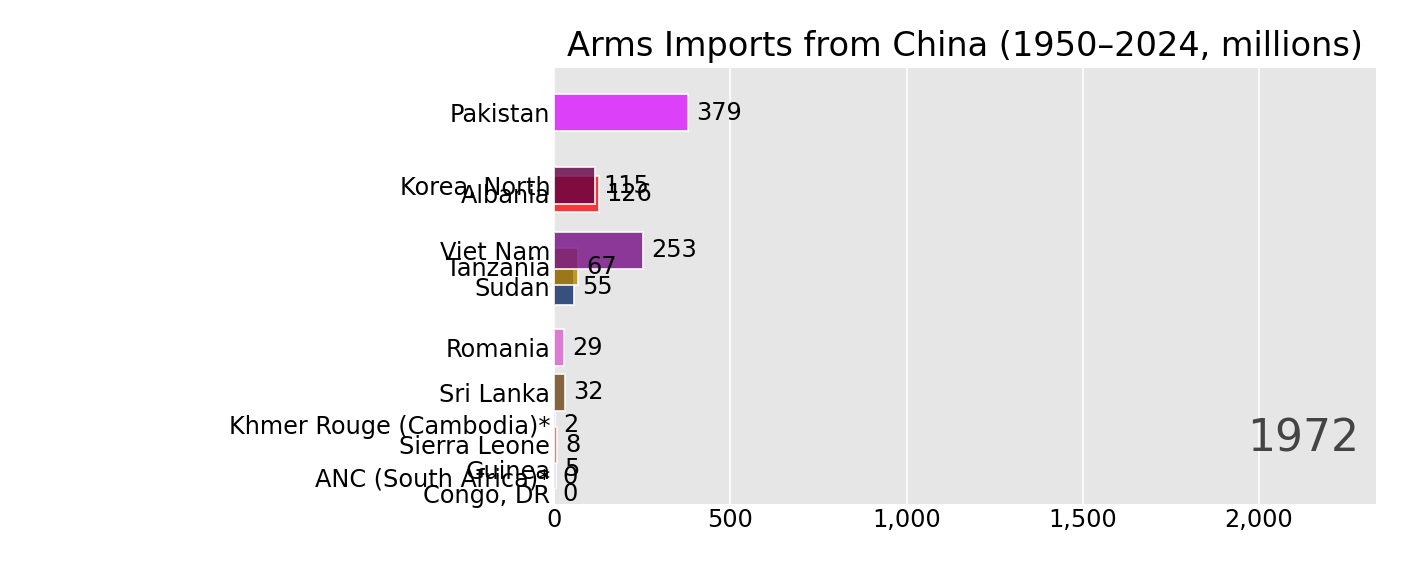 Arms Imports from China (1950–2024, millions)
Pakistan 379
Korea, North 115
Albania 126
Viet Nam 253
Tanzania 67
Sudan 55
Romania 29
Sri Lanka 32
Khmer Rouge (Cambodia)* 2
Sierra Leone 8
Guinea 5
ANC (South Africa)* 0
Congo, DR 0
1972
0 500 1,000 1,500 2,000